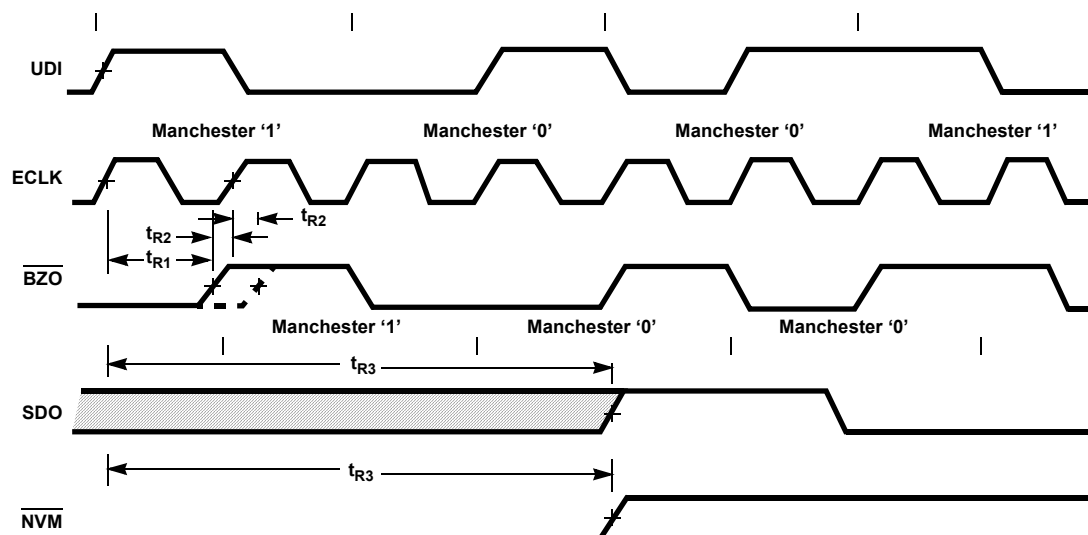 UDI
Manchester ‘1’ Manchester ‘0’ Manchester ‘0’ Manchester ‘1’
ECLK
tR2
tR2
tR1
BZO
Manchester ‘1’ Manchester ‘0’ Manchester ‘0’
tR3
SDO
tR3
NVM